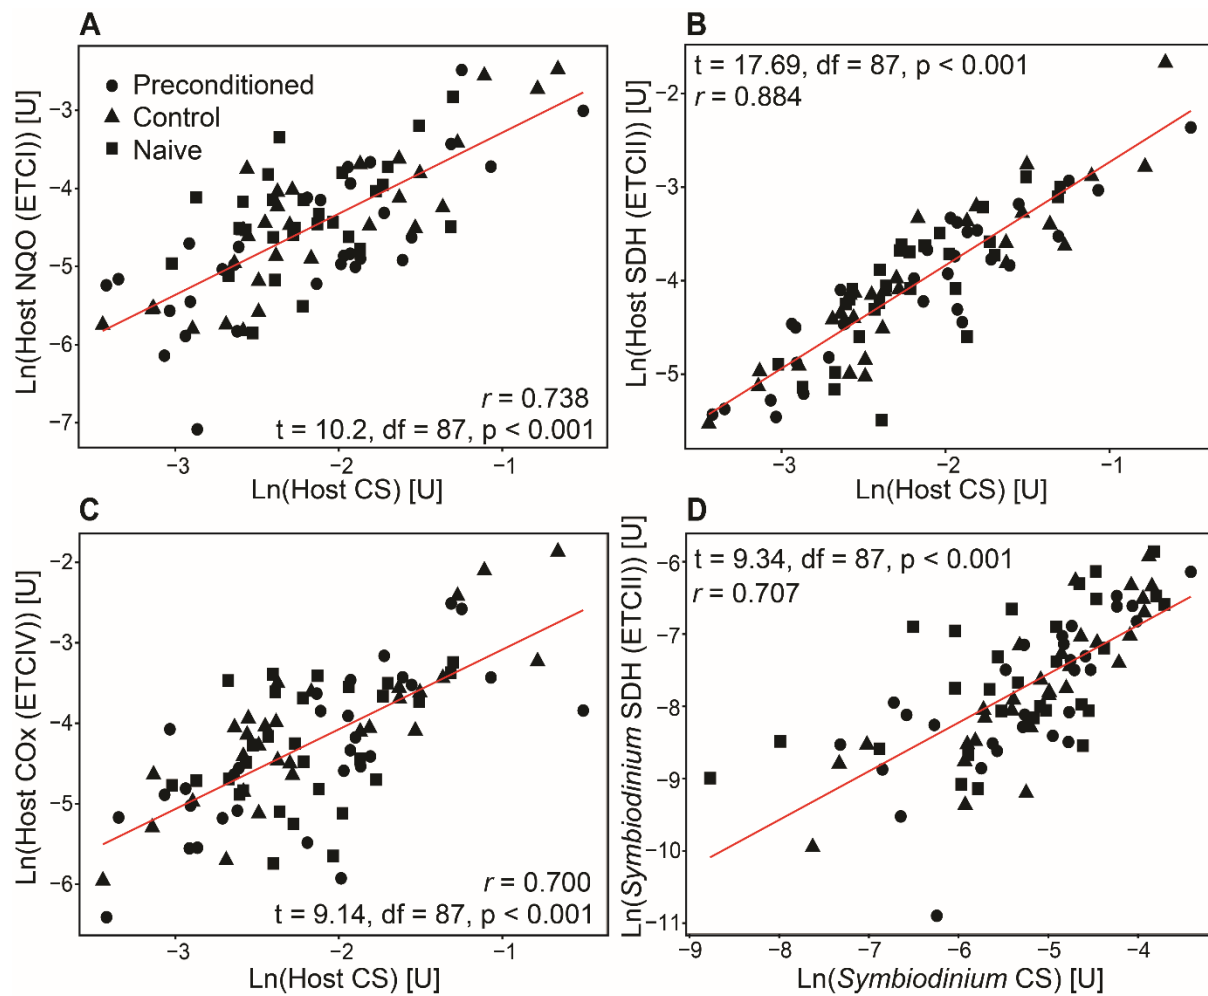 A
Preconditioned
Control
Naive
−3
−4
−5
−6
−7
Ln(Host NQO (ETCI)) [U]
r = 0.738
t = 10.2, df = 87, p < 0.001
−3
−2
−1
Ln(Host CS) [U]
B
t = 17.69, df = 87, p < 0.001
r = 0.884
−2
−3
−4
−5
Ln(Host SDH (ETCII)) [U]
−3
−2
−1
Ln(Host CS) [U]
C
−2
−3
−4
−5
−6
Ln(Host COx (ETCIV)) [U]
r = 0.700
t = 9.14, df = 87, p < 0.001
−3
−2
−1
Ln(Host CS) [U]
D
t = 9.34, df = 87, p < 0.001
r = 0.707
−6
−7
−8
−9
−10
−11
Ln(Symbiodinium SDH (ETCII)) [U]
−9
−8
−7
−6
−5
−4
Ln(Symbiodinium CS) [U]